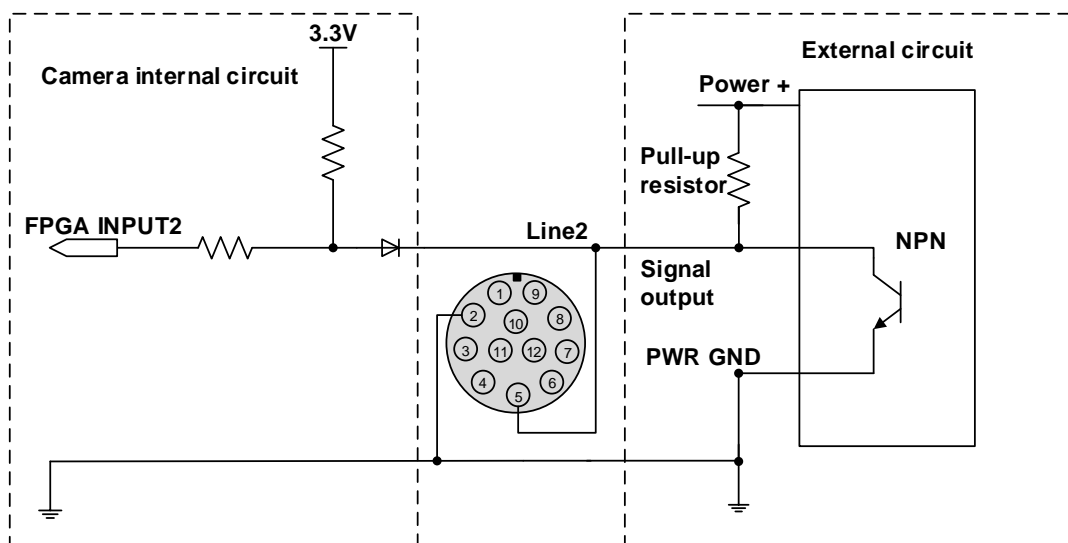 3.3V
Camera internal circuit
External circuit
Power +
Pull-up
resistor
FPGA INPUT2
Line2
NPN
Signal
output
PWR GND
1
9
2
10
8
3
11
12
7
4
5
6